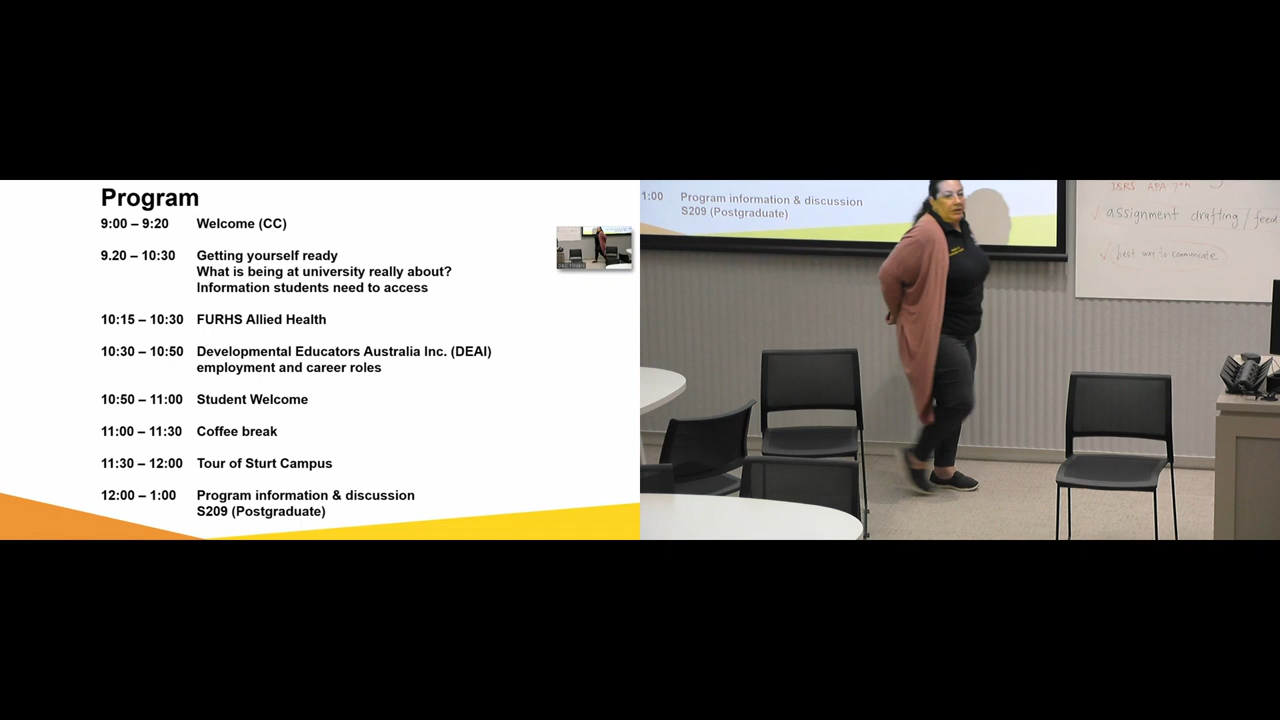 Program
9:00 – 9:20 Welcome (CC)
9.20 – 10:30 Getting yourself ready
What is being at university really about?
Information students need to access
10:15 – 10:30 FURHS Allied Health
10:30 – 10:50 Developmental Educators Australia Inc. (DEAI)
employment and career roles
10:50 – 11:00 Student Welcome
11:00 – 11:30 Coffee break
11:30 – 12:00 Tour of Sturt Campus
12:00 – 1:00 Program information & discussion
S209 (Postgraduate)
1:00 Program information & discussion
S209 (Postgraduate)
APA 7th
✓ assignment drafting / feed
✓ best way to communicate